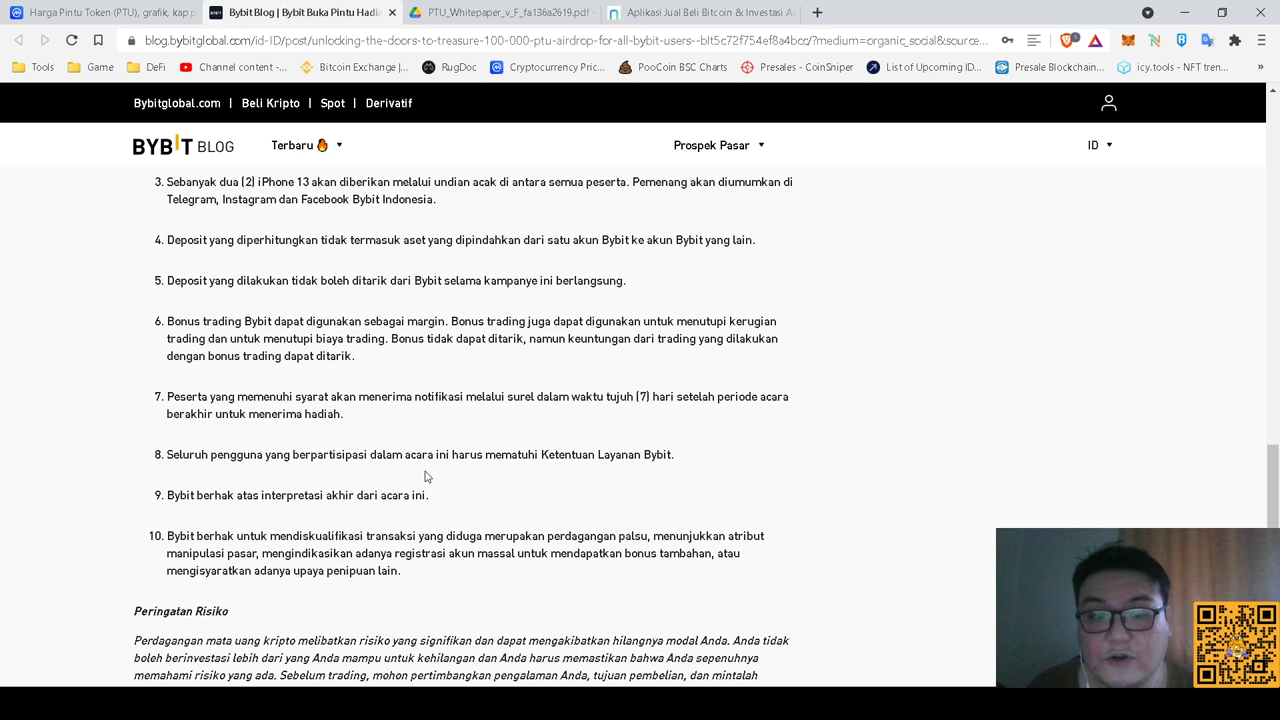 Harga Pintu Token (PTU), grafik, kap p
Bybit Blog | Bybit Buka Pintu Hadia
PTU_Whitepaper_v_F_fa136a2619.pdf -
Aplikasi Jual Beli Bitcoin & Investasi As
blog.bybitglobal.com/id-ID/post/unlocking-the-doors-to-treasure-100-000-ptu-airdrop-for-all-bybit-users--blt5c72f754ef8a4bcc/?medium=organic_social&source...
Tools
Game
DeFi
Channel content -...
Bitcoin Exchange |...
RugDoc
Cryptocurrency Pric...
PooCoin BSC Charts
Presales - CoinSniper
List of Upcoming ID...
Presale Blockchain...
icy.tools - NFT tren...
»
Bybitglobal.com | Beli Kripto | Spot | Derivatif
BYBIT BLOG
Terbaru
Prospek Pasar
ID
3. Sebanyak dua (2) iPhone 13 akan diberikan melalui undian acak di antara semua peserta. Pemenang akan diumumkan di
Telegram, Instagram dan Facebook Bybit Indonesia.
4. Deposit yang diperhitungkan tidak termasuk aset yang dipindahkan dari satu akun Bybit ke akun Bybit yang lain.
5. Deposit yang dilakukan tidak boleh ditarik dari Bybit selama kampanye ini berlangsung.
6. Bonus trading Bybit dapat digunakan sebagai margin. Bonus trading juga dapat digunakan untuk menutupi kerugian
trading dan untuk menutupi biaya trading. Bonus tidak dapat ditarik, namun keuntungan dari trading yang dilakukan
dengan bonus trading dapat ditarik.
7. Peserta yang memenuhi syarat akan menerima notifikasi melalui surel dalam waktu tujuh (7) hari setelah periode acara
berakhir untuk menerima hadiah.
8. Seluruh pengguna yang berpartisipasi dalam acara ini harus mematuhi Ketentuan Layanan Bybit.
9. Bybit berhak atas interpretasi akhir dari acara ini.
10. Bybit berhak untuk mendiskualifikasi transaksi yang diduga merupakan perdagangan palsu, menunjukkan atribut
manipulasi pasar, mengindikasikan adanya registrasi akun massal untuk mendapatkan bonus tambahan, atau
mengisyaratkan adanya upaya penipuan lain.
Peringatan Risiko
Perdagangan mata uang kripto melibatkan risiko yang signifikan dan dapat mengakibatkan hilangnya modal Anda. Anda tidak
boleh berinvestasi lebih dari yang Anda mampu untuk kehilangan dan Anda harus memastikan bahwa Anda sepenuhnya
memahami risiko yang ada. Sebelum trading, mohon pertimbangkan pengalaman Anda, tujuan pembelian, dan mintalah